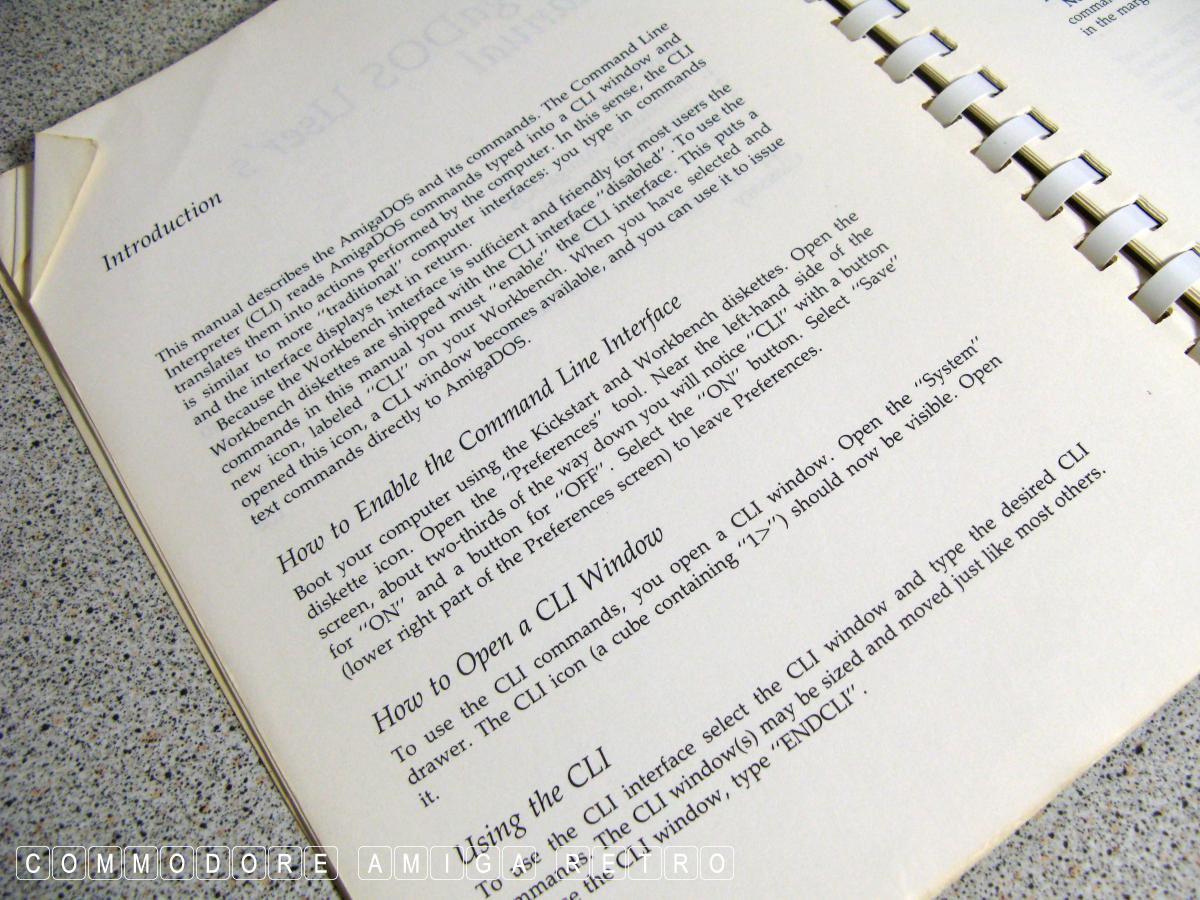 Introduction
This manual describes the AmigaDOS and its commands. The Command Line
Interpreter (CLI) reads AmigaDOS commands typed into a CLI window and
translates them into actions performed by the computer. In this sense, the CLI
is similar to more "traditional" computer interfaces: you type in commands
and the interface displays text in return.
Because the Workbench interface is sufficient and friendly for most users the
Workbench diskettes are shipped with the CLI interface "disabled". To use the
commands in this manual you must "enable" the CLI interface. This puts a
new icon, labeled "CLI" on your Workbench. When you have selected and
opened this icon, a CLI window becomes available, and you can use it to issue
text commands directly to AmigaDOS.
How to Enable the Command Line Interface
Boot your computer using the Kickstart and Workbench diskettes. Open the
diskette icon. Open the "Preferences" tool. Near the left-hand side of the
screen, about two-thirds of the way down you will notice "CLI" with a button
for "ON" and a button for "OFF". Select the "ON" button. Select "Save"
(lower right part of the Preferences screen) to leave Preferences.
How to Open a CLI Window
To use the CLI commands, you open a CLI window. Open the "System"
drawer. The CLI icon (a cube containing "1>") should now be visible. Open
it.
Using the CLI
To use the CLI interface select the CLI window and type the desired CLI
mmands. The CLI window(s) may be sized and moved just like most others.
se the CLI window, type "ENDCLI".
comman
in the marg
COMMODORE AMIGA RETRO